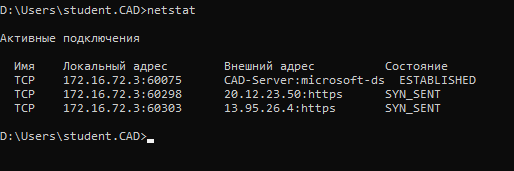 D:\Users\student.CAD>netstat
Активные подключения
Имя Локальный адрес Внешний адрес Состояние
TCP 172.16.72.3:60075 CAD-Server:microsoft-ds ESTABLISHED
TCP 172.16.72.3:60298 20.12.23.50:https SYN_SENT
TCP 172.16.72.3:60303 13.95.26.4:https SYN_SENT
D:\Users\student.CAD>